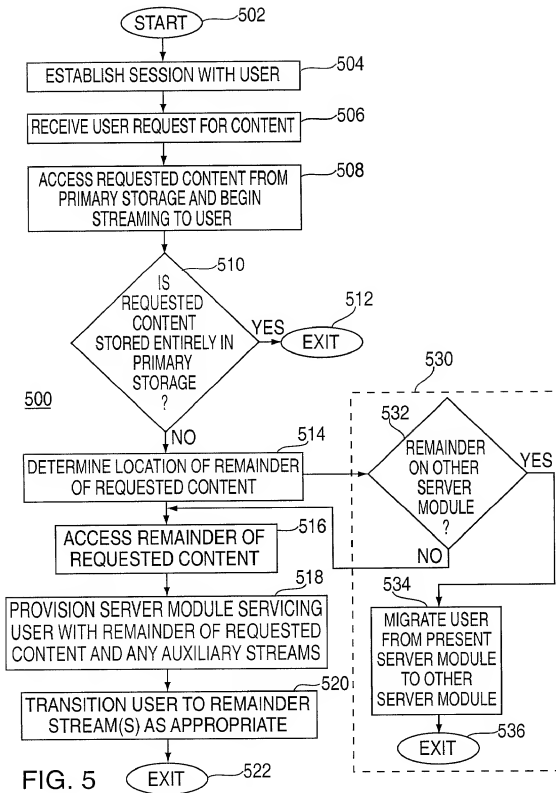 START
502
ESTABLISH SESSION WITH USER
504
RECEIVE USER REQUEST FOR CONTENT
506
ACCESS REQUESTED CONTENT FROM
PRIMARY STORAGE AND BEGIN
STREAMING TO USER
508
IS
REQUESTED
CONTENT
STORED ENTIRELY IN
PRIMARY
STORAGE
?
510
YES
EXIT
512
500
NO
DETERMINE LOCATION OF REMAINDER
OF REQUESTED CONTENT
514
530
532
REMAINDER
ON OTHER
SERVER
MODULE
?
YES
NO
ACCESS REMAINDER OF
REQUESTED CONTENT
516
PROVISION SERVER MODULE SERVICING
USER WITH REMAINDER OF REQUESTED
CONTENT AND ANY AUXILIARY STREAMS
518
534
MIGRATE USER
FROM PRESENT
SERVER MODULE
TO OTHER
SERVER MODULE
TRANSITION USER TO REMAINDER
STREAM(S) AS APPROPRIATE
520
EXIT
536
EXIT
522
FIG. 5